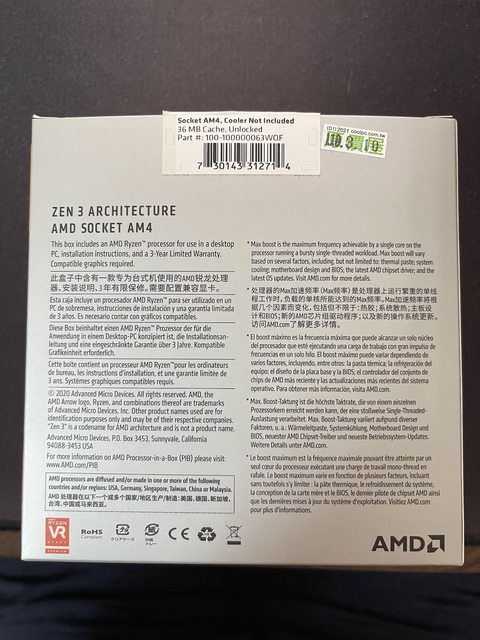 Socket AM4, Cooler Not Included
36 MB Cache, Unlocked
Part #: 100-100000063WOF
7 30143 31271 4
(D1)2021 coolpc.com.tw
ZEN 3 ARCHITECTURE
AMD SOCKET AM4
This box includes an AMD Ryzen™ processor for use in a desktop
PC, installation instructions, and a 3-Year Limited Warranty.
Compatible graphics required.
此盒子中含有一款专为台式机使用的AMD锐龙处理
器、安装说明、3年有限保修。需要配置兼容显卡。
Esta caja incluye un procesador AMD Ryzen™ para ser utilizado en un
PC de sobremesa, instrucciones de instalación y una garantía limitada
de 3 años. Es necesario contar con gráficos compatibles.
Diese Box beinhaltet einen AMD Ryzen™ Prozessor der für die
Anwendung in einem Desktop-PC konzipiert ist, die Installationsan-
leitung und eine eingeschränkte Garantie über 3 Jahre. Kompatible
Grafikeinheit erforderlich.
Cette boîte contient un processeur AMD Ryzen™ pour les ordinateurs
de bureau, les instructions d'installation, et une garantie limitée de
3 ans. Systèmes graphiques compatibles requis.
© 2020 Advanced Micro Devices. All rights reserved. AMD, the
AMD Arrow logo, Ryzen, and combinations thereof are trademarks
of Advanced Micro Devices, Inc. Other product names used are for
identification purposes only and may be of their respective companies.
"Zen 3" is a codename for AMD architecture and is not a product name.
Advanced Micro Devices, P.O. Box 3453, Sunnyvale, California
94088-3453 USA
For more information on AMD Processor-in-a-Box (PIB) please visit:
www.AMD.com/PIB
AMD processors are diffused and/or made in one or more of the following
countries and/or regions: USA, Germany, Singapore, Taiwan, China or Malaysia.
AMD 处理器在以下一个或多个国家/地区生产/制造:美国、德国、新加坡、
台湾、中国或马来西亚。
* Max boost is the maximum frequency achievable by a single core on the
processor running a bursty single-threaded workload. Max boost will vary
based on several factors, including, but not limited to: thermal paste; system
cooling; motherboard design and BIOS; the latest AMD chipset driver; and the
latest OS updates. Visit AMD.com for more details.
* 处理器的Max加速频率(Max频率)是处理器上运行繁重的单线
程工作时,负载的单核所能达到的Max频率。Max加速频率将根
据几个因素而变化,包括但不限于:热胶;系统散热;主板设
计和BIOS;新的AMD芯片组驱动程序;以及新的操作系统更新。
访问AMD.com了解更多详情。
* El boost máximo es la frecuencia máxima que puede alcanzar un solo núcleo
del procesador que esté ejecutando una carga de trabajo con gran impulso de
frecuencias en un solo hilo. El boost máximo puede variar dependiendo de
varios factores, incluyendo, entre otros: la pasta térmica; la refrigeración del
equipo; el diseño de la placa base y la BIOS; el controlador del conjunto de
chips de AMD más reciente y las actualizaciones más recientes del sistema
operativo. Para obtener más información, visita AMD.com.
* Max. Boost-Taktung ist die höchste Taktrate, die von einem einzelnen
Prozessorkern erreicht werden kann, der eine stoßweise Single-Threaded-
Auslastung verarbeitet. Max. Boost-Taktung variiert aufgrund diverser
Faktoren, u. a.: Wärmeleitpaste, Systemkühlung, Motherboard Design und
BIOS, neuester AMD Chipset-Treiber und neueste Betriebssystem-Updates.
Weitere Details unter AMD.com.
* Le boost maximum est la fréquence maximale pouvant être atteinte par un
seul cœur du processeur exécutant une charge de travail mono-thread en
rafale. Le boost maximum varie en fonction de plusieurs facteurs, incluant
sans toutefois s'y limiter : la pâte thermique, le refroidissement du système,
la conception de la carte mère et le BIOS, le dernier pilote de chipset AMD ainsi
que les dernières mises à jour du système d'exploitation. Visitez AMD.com
pour plus d'informations.
RYZEN
VR
READY
PREMIUM
RoHS
Compliant
プラ
クリアケース
外箱
トレー
CE
AMD